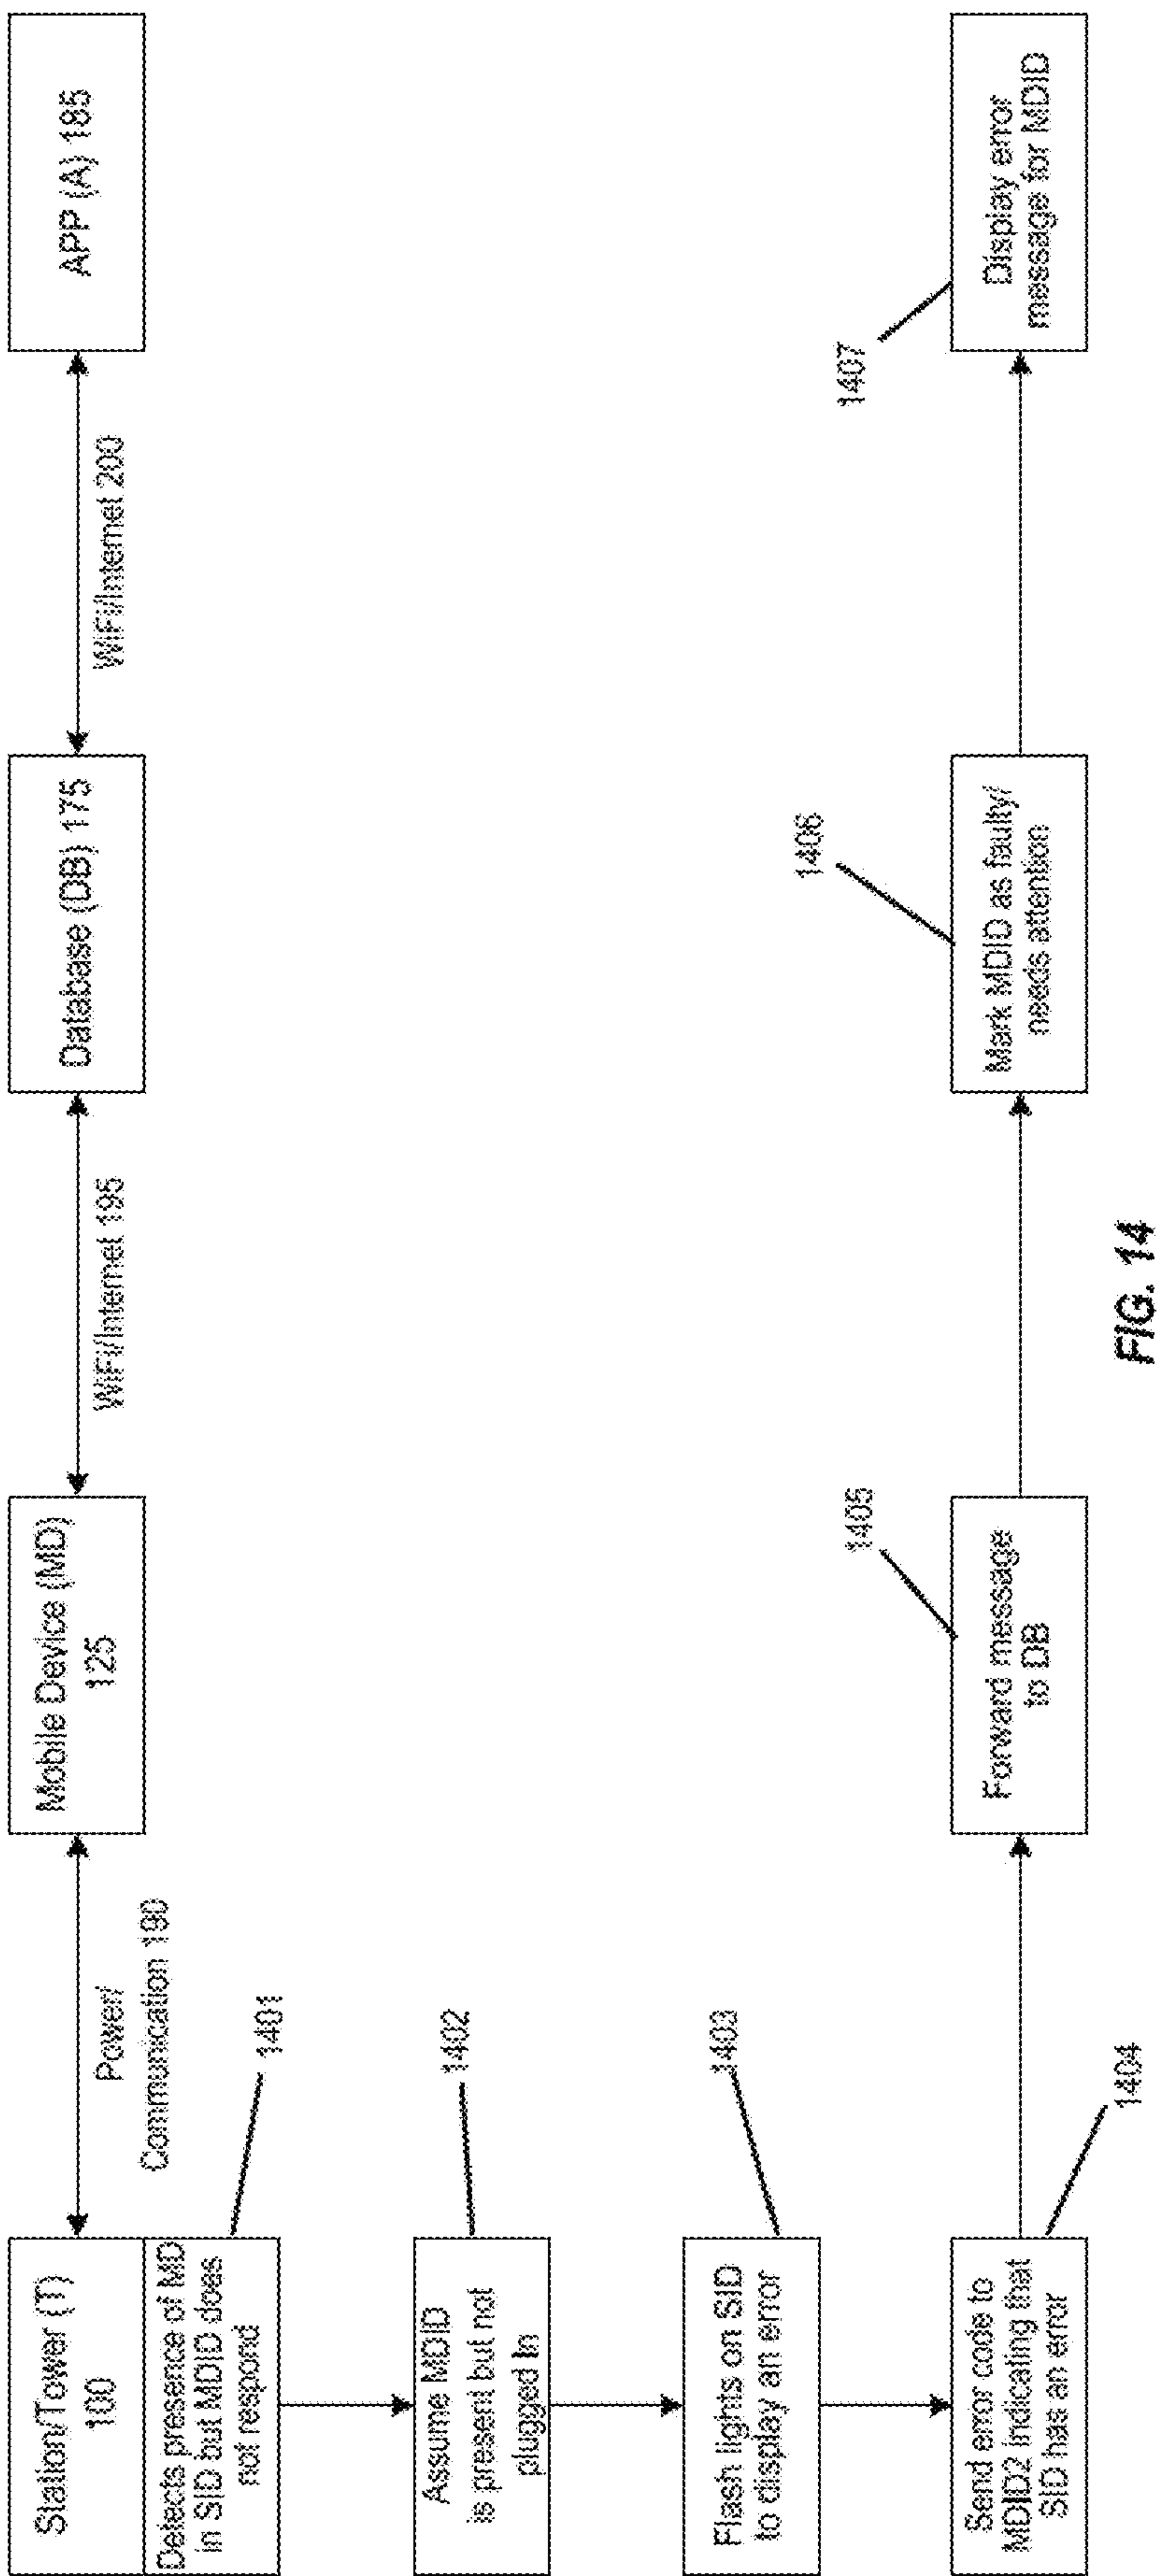 Station/Tower (T)
100
Power/
Communication 190
Mobile Device (MD)
125
WiFi/Internet 195
Database (DB) 175
WiFi/Internet 200
APP (A) 185
Detects presence of MD
in SID but MDID does
not respond
1401
Assume MDID
is present but not
plugged In
1402
Flash lights on SID
to display an error
1403
Send error code to
MDID2 indicating that
SID has an error
1404
Forward message
to DB
1405
Mark MDID as faulty/
needs attention
1406
Display error
message for MDID
1407
FIG. 14